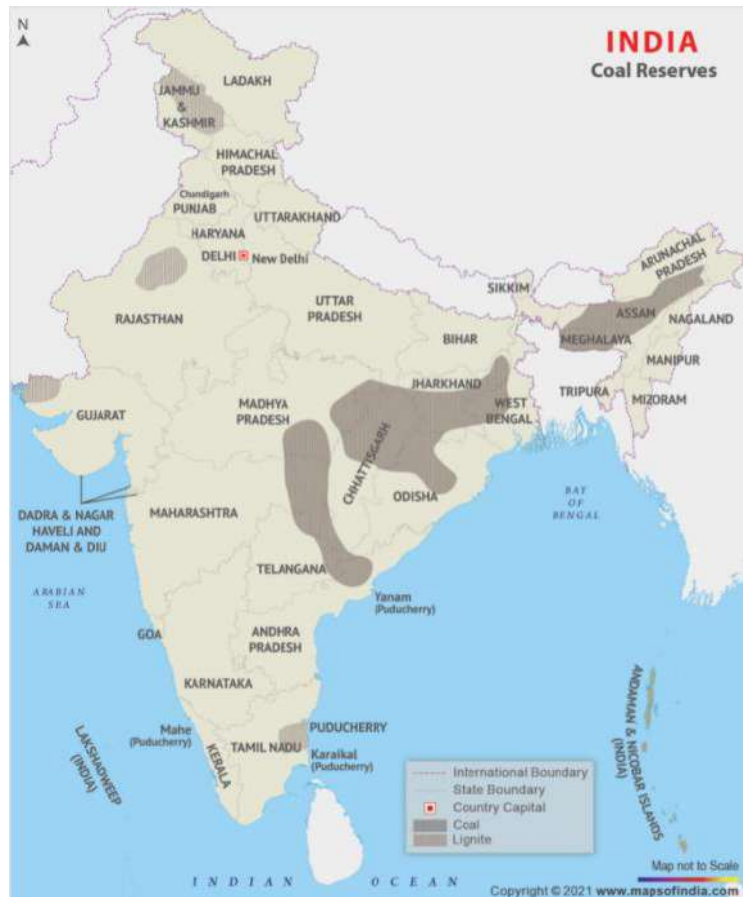 N
INDIA
Coal Reserves
LADAKH
JAMMU
&
KASHMIR
HIMACHAL
PRADESH
Chandigarh
PUNJAB
UTTARAKHAND
HARYANA
DELHI
New Delhi
ARUNACHAL
PRADESH
SIKKIM
RAJASTHAN
UTTAR
PRADESH
ASSAM
NAGALAND
BIHAR
MEGHALAYA
MANIPUR
JHARKHAND
TRIPURA
MIZORAM
GUJARAT
MADHYA
PRADESH
WEST
BENGAL
CHHATTISGARH
ODISHA
DADRA & NAGAR
HAVELI AND
DAMAN & DIU
MAHARASHTRA
BAY
OF
BENGAL
TELANGANA
ARABIAN
SEA
Yanam
(Puducherry)
GOA
ANDHRA
PRADESH
KARNATAKA
Mahe
(Puducherry)
PUDUCHERRY
TAMIL NADU
Karaikal
(Puducherry)
KERALA
LAKSHADWEEP
(INDIA)
ANDAMAN & NICOBAR ISLANDS
(INDIA)
International Boundary
State Boundary
Country Capital
Coal
Lignite
Map not to Scale
INDIAN OCEAN
Copyright © 2021 www.mapsofindia.com